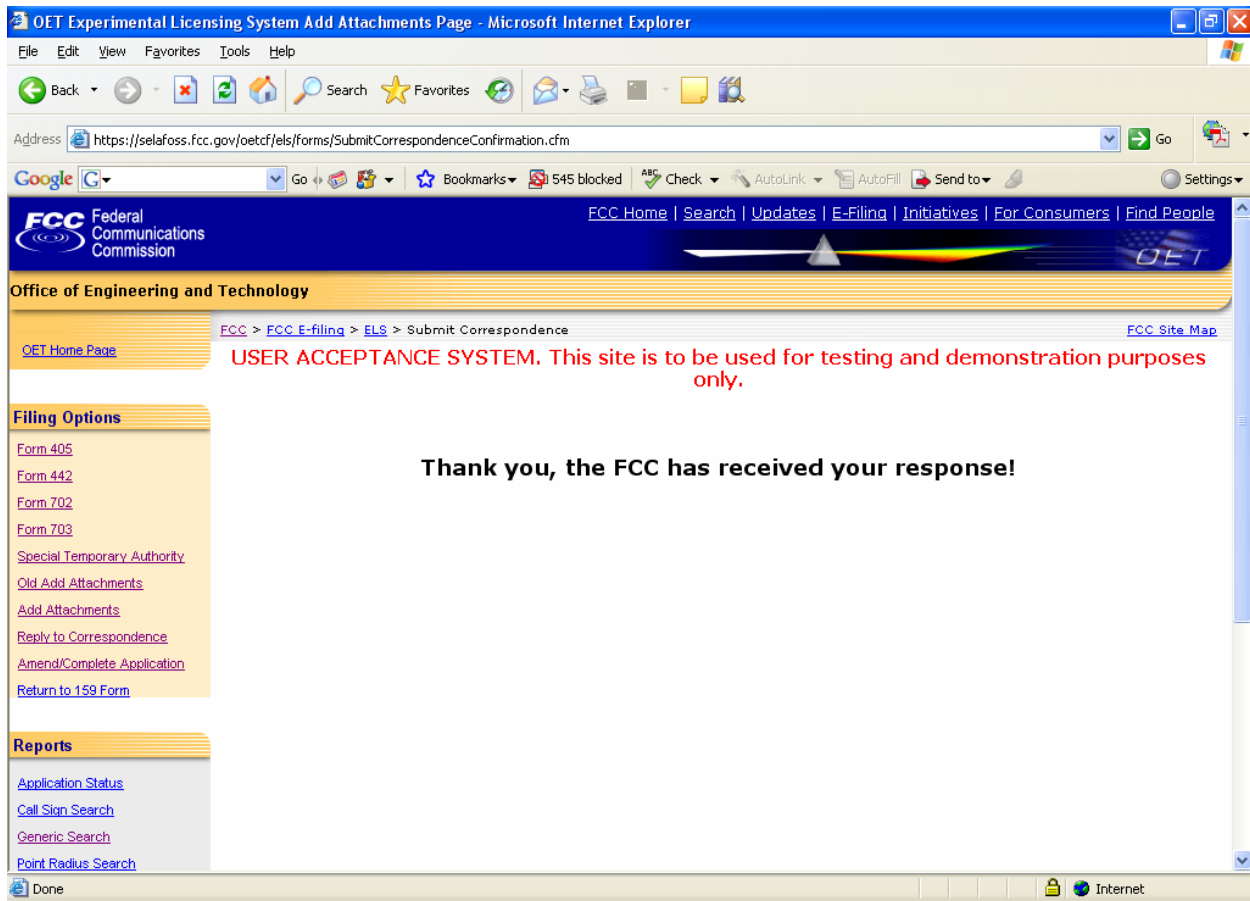 OET Experimental Licensing System Add Attachments Page - Microsoft Internet Explorer
File Edit View Favorites Tools Help
Back Search Favorites
Address https://selafoss.fcc.gov/oetcf/els/forms/SubmitCorrespondenceConfirmation.cfm Go
Google G Go Bookmarks 545 blocked ABC Check AutoLink AutoFill Send to Settings
FCC Federal Communications Commission
FCC Home | Search | Updates | E-Filing | Initiatives | For Consumers | Find People
OET
Office of Engineering and Technology
FCC > FCC E-filing > ELS > Submit Correspondence FCC Site Map
OET Home Page
USER ACCEPTANCE SYSTEM. This site is to be used for testing and demonstration purposes
only.
Filing Options
Form 405
Form 442
Form 702
Form 703
Special Temporary Authority
Old Add Attachments
Add Attachments
Reply to Correspondence
Amend/Complete Application
Return to 159 Form
Thank you, the FCC has received your response!
Reports
Application Status
Call Sign Search
Generic Search
Point Radius Search
Done Internet